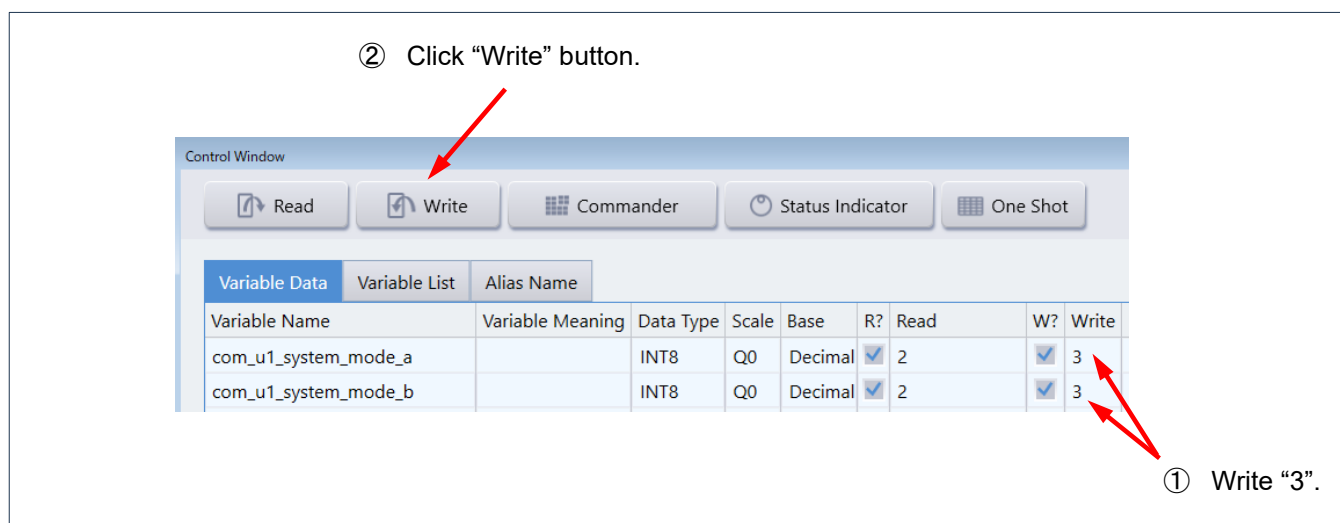 ② Click “Write” button.
Control Window
Read Write Commander Status Indicator One Shot
Variable Data Variable List Alias Name
Variable Name Variable Meaning Data Type Scale Base R? Read W? Write
com_u1_system_mode_a INT8 Q0 Decimal 2 3
com_u1_system_mode_b INT8 Q0 Decimal 2 3
① Write “3”.